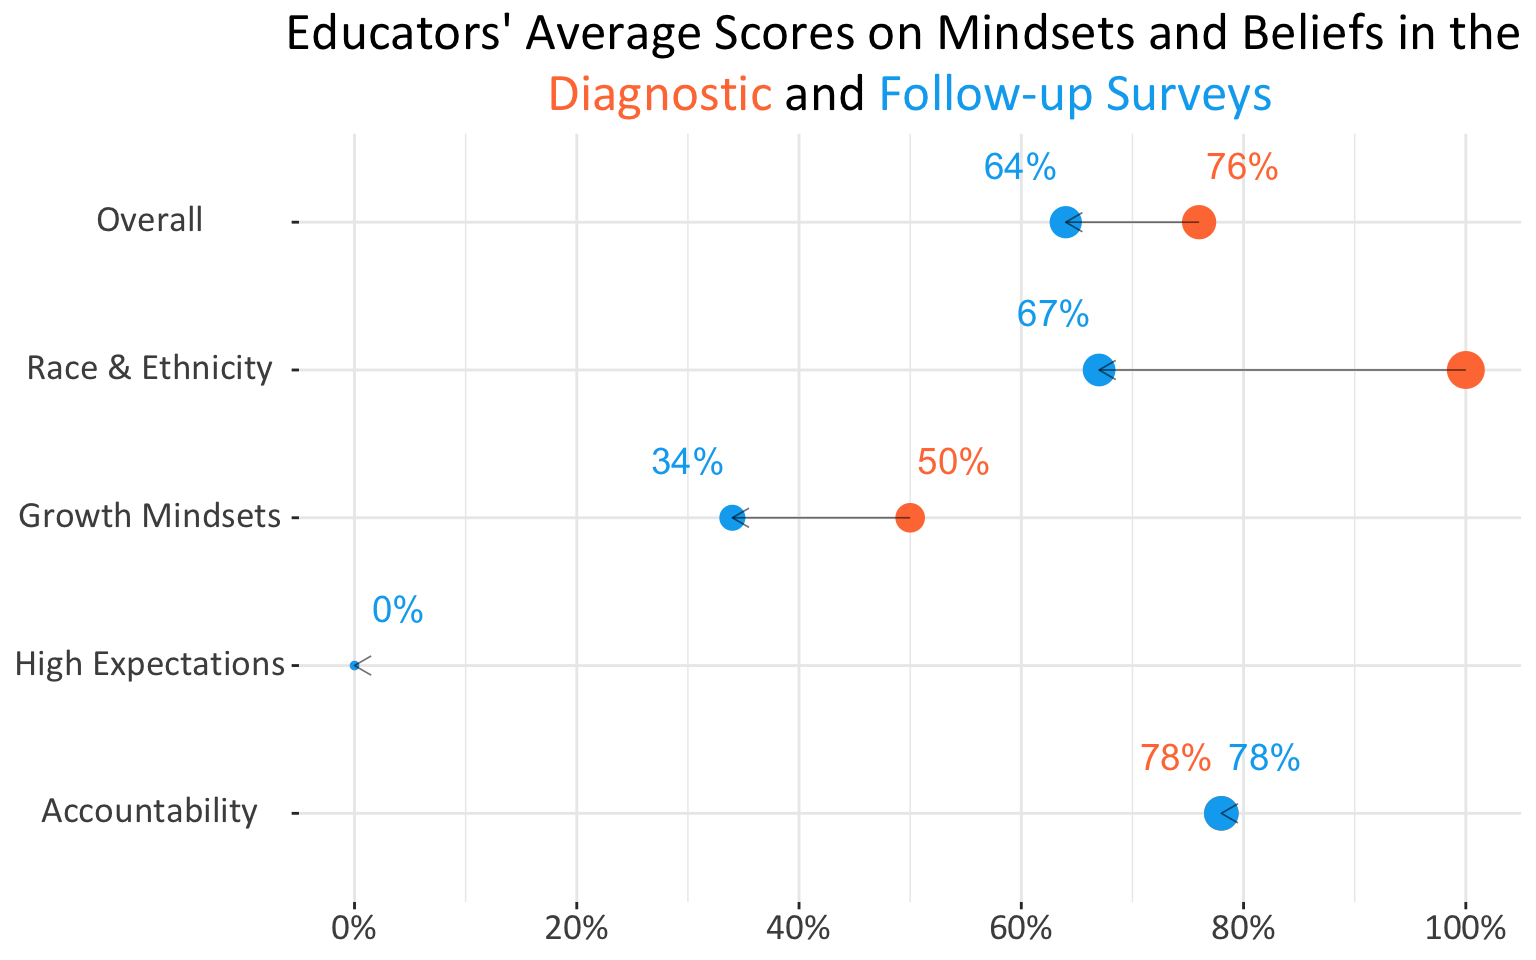 Educators' Average Scores on Mindsets and Beliefs in the
Diagnostic and Follow-up Surveys
64% 76%
Overall
67%
Race & Ethnicity
34% 50%
Growth Mindsets
0%
High Expectations
78% 78%
Accountability
0% 20% 40% 60% 80% 100%